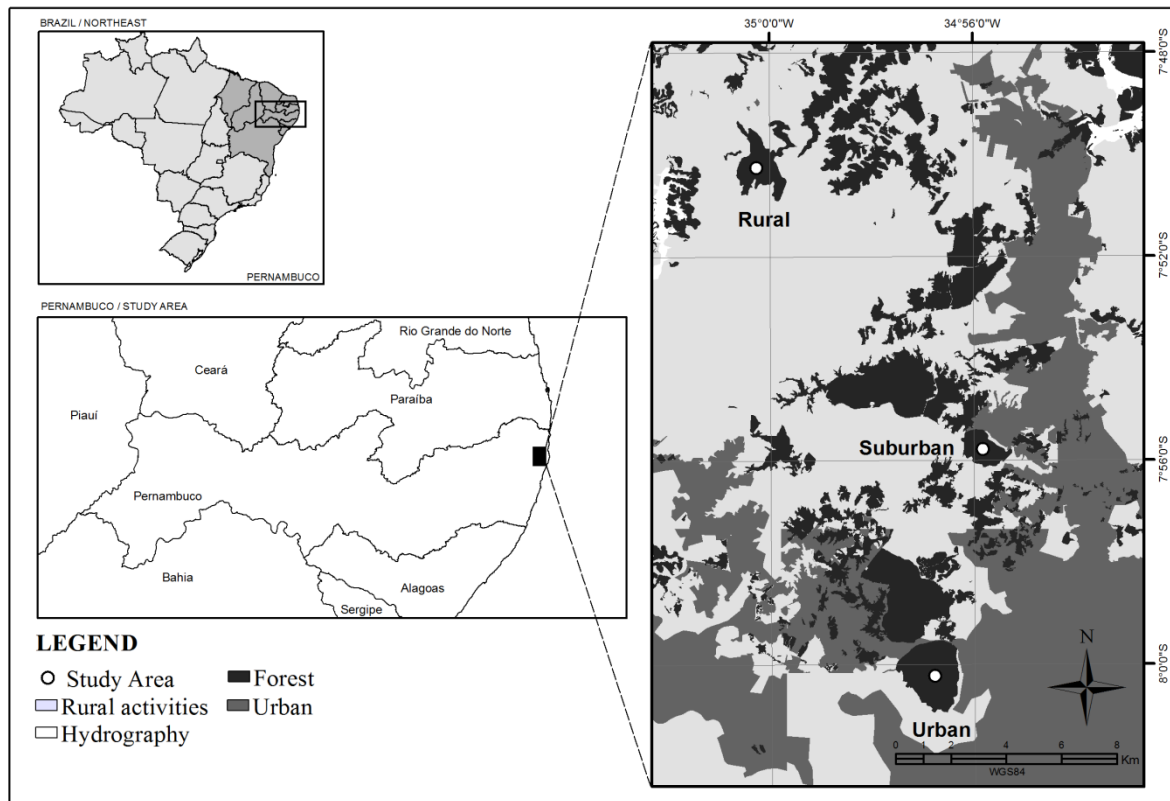 BRAZIL / NORTHEAST
PERNAMBUCO
PERNAMBUCO / STUDY AREA
Rio Grande do Norte
Ceará
Paraíba
Piauí
Pernambuco
Bahia
Alagoas
Sergipe
LEGEND
Study Area
Forest
Rural activities
Urban
Hydrography
35°0'0"W
34°56'0"W
7°48'0"S
Rural
7°52'0"S
Suburban
7°56'0"S
N
8°0'0"S
Urban
0 1 2 4 6 8
Km
WGS84